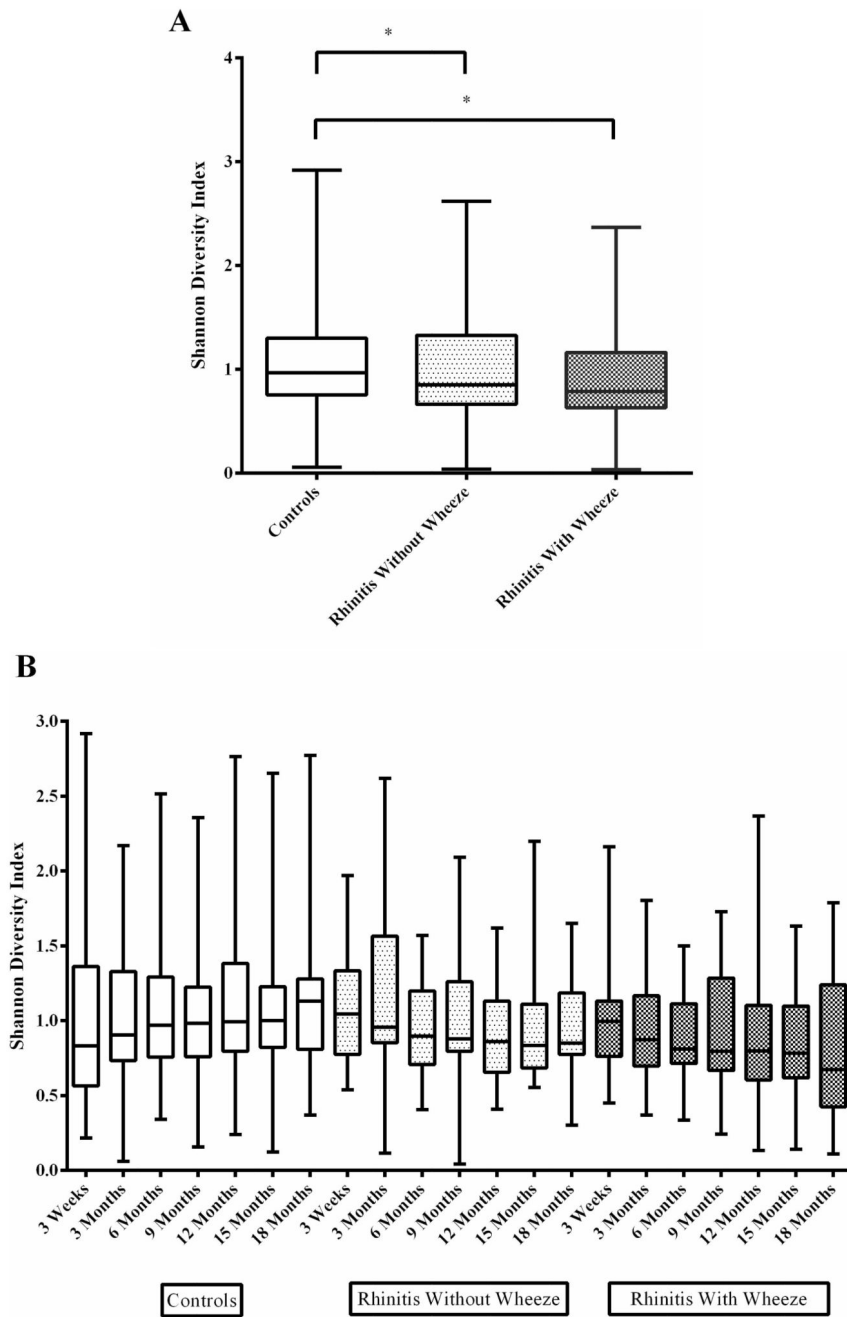 A
*
*
4
3
2
1
0
Shannon Diversity Index
Controls
Rhinitis Without Wheeze
Rhinitis With Wheeze
B
3.0
2.5
2.0
1.5
1.0
0.5
0.0
Shannon Diversity Index
3 Weeks
3 Months
6 Months
9 Months
12 Months
15 Months
18 Months
3 Weeks
3 Months
6 Months
9 Months
12 Months
15 Months
18 Months
3 Weeks
3 Months
6 Months
9 Months
12 Months
15 Months
18 Months
Controls
Rhinitis Without Wheeze
Rhinitis With Wheeze